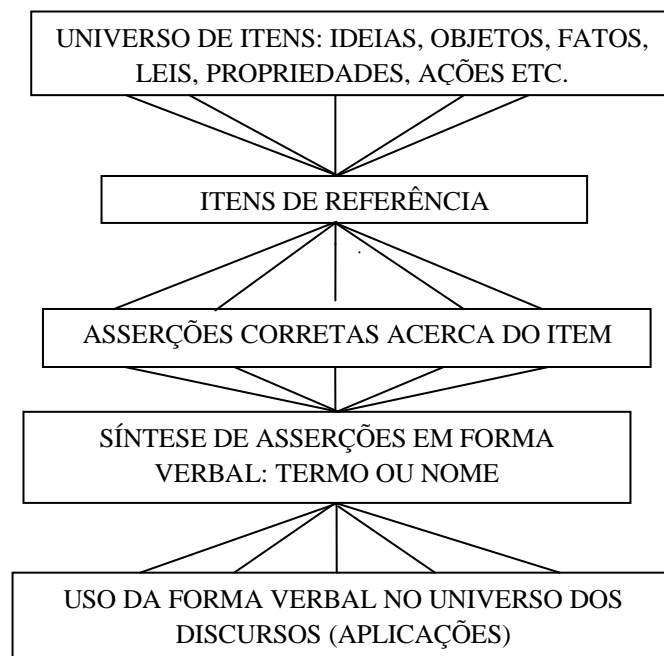 UNIVERSO DE ITENS: IDEIAS, OBJETOS, FATOS,
LEIS, PROPRIEDADES, AÇÕES ETC.
ITENS DE REFERÊNCIA
ASSERÇÕES CORRETAS ACERCA DO ITEM
SÍNTESE DE ASSERÇÕES EM FORMA
VERBAL: TERMO OU NOME
USO DA FORMA VERBAL NO UNIVERSO DOS
DISCURSOS (APLICAÇÕES)